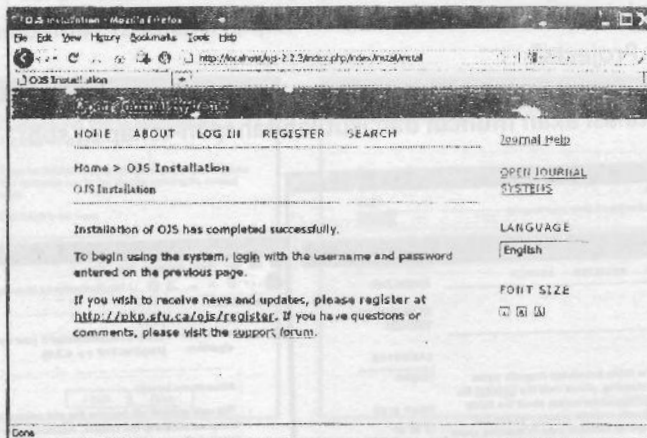 OJS installation - Mozilla Firefox
File Edit View History Bookmarks Tools Help
http://localhost/ojs-2.2.3/index.php/index/install/install
OJS Installation
Open Journal Systems
HOME ABOUT LOG IN REGISTER SEARCH
Home > OJS Installation
OJS Installation
Installation of OJS has completed successfully.
To begin using the system, login with the username and password
entered on the previous page.
If you wish to receive news and updates, please register at
http://pkp.sfu.ca/ojs/register. If you have questions or
comments, please visit the support forum.
Journal Help
OPEN JOURNAL
SYSTEMS
LANGUAGE
English
FONT SIZE
Done